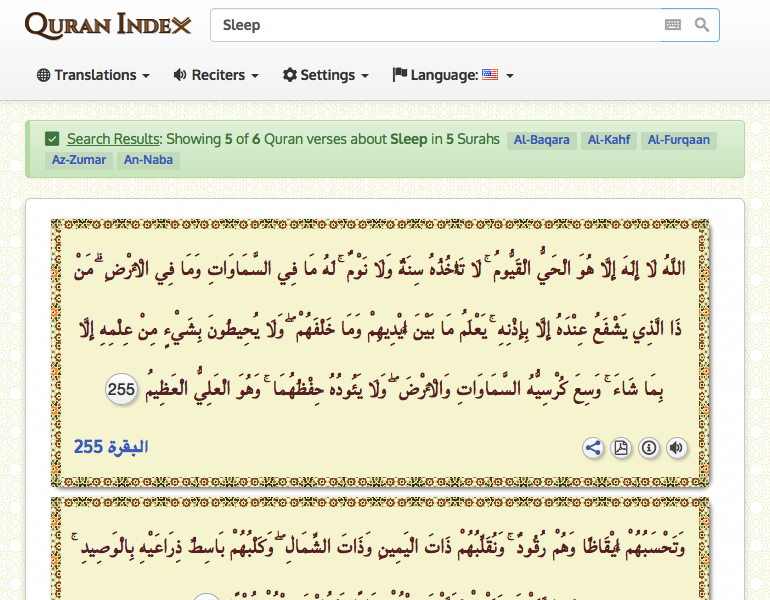 QURAN INDEX
Sleep
Translations
Reciters
Settings
Language:
Search Results: Showing 5 of 6 Quran verses about Sleep in 5 Surahs Al-Baqara Al-Kahf Al-Furqaan
Az-Zumar An-Naba
اللَّهُ لَا إِلَٰهَ إِلَّا هُوَ الْحَيُّ الْقَيُّومُ ۚ لَا تَأْخُذُهُ سِنَةٌ وَلَا نَوْمٌ ۚ لَهُ مَا فِي السَّمَاوَاتِ وَمَا فِي الْأَرْضِ ۗ مَنْ
ذَا الَّذِي يَشْفَعُ عِنْدَهُ إِلَّا بِإِذْنِهِ ۚ يَعْلَمُ مَا بَيْنَ أَيْدِيهِمْ وَمَا خَلْفَهُمْ ۖ وَلَا يُحِيطُونَ بِشَيْءٍ مِنْ عِلْمِهِ إِلَّا
بِمَا شَاءَ ۚ وَسِعَ كُرْسِيُّهُ السَّمَاوَاتِ وَالْأَرْضَ ۖ وَلَا يَئُودُهُ حِفْظُهُمَا ۚ وَهُوَ الْعَلِيُّ الْعَظِيمُ 255
البقرة 255
وَتَحْسَبُهُمْ أَيْقَاظًا وَهُمْ رُقُودٌ ۚ وَنُقَلِّبُهُمْ ذَاتَ الْيَمِينِ وَذَاتَ الشِّمَالِ ۖ وَكَلْبُهُمْ بَاسِطٌ ذِرَاعَيْهِ بِالْوَصِيدِ ۚ